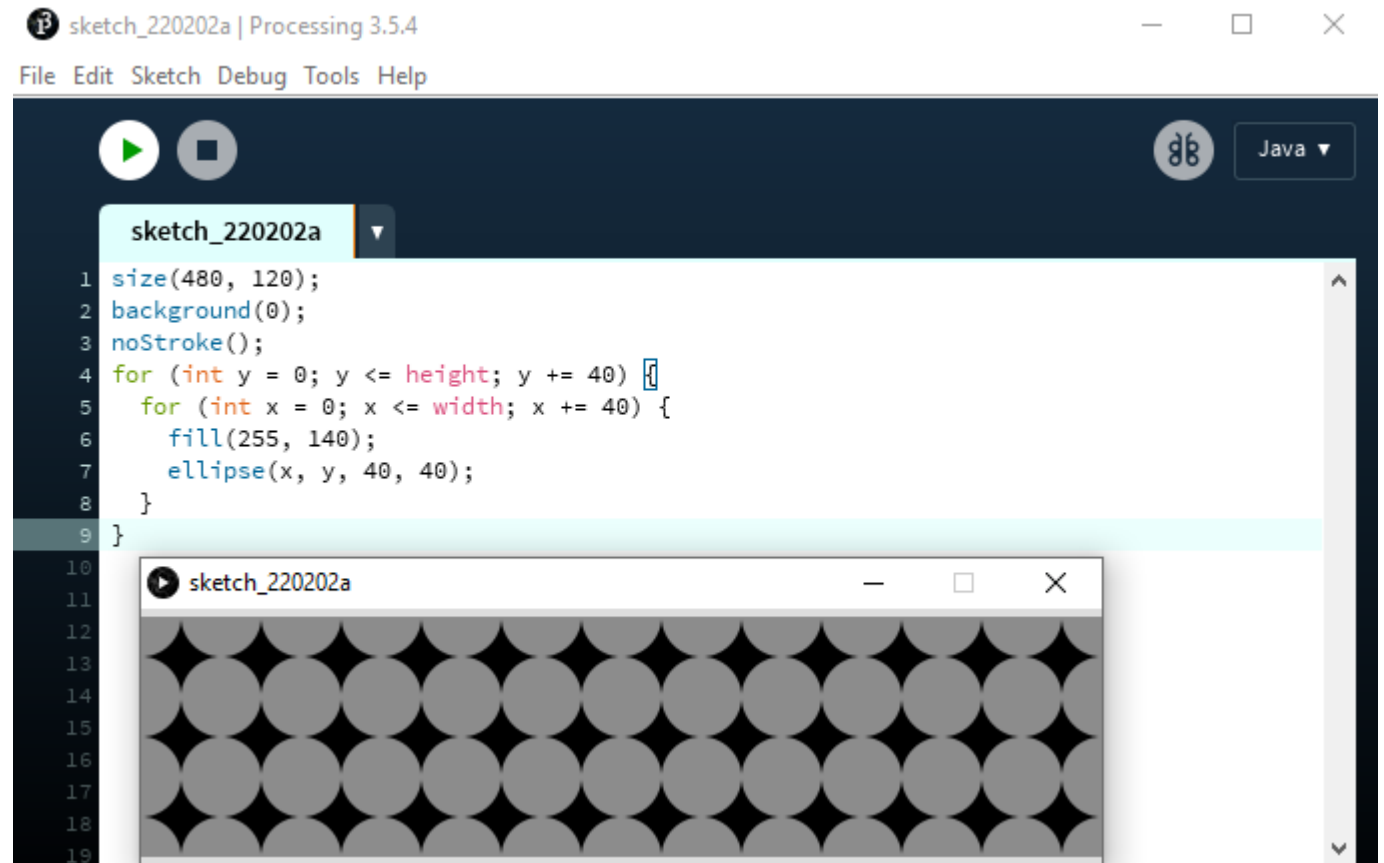 sketch_220202a | Processing 3.5.4
File Edit Sketch Debug Tools Help
Java ▼
sketch_220202a ▼
1 size(480, 120);
2 background(0);
3 noStroke();
4 for (int y = 0; y <= height; y += 40) {
5   for (int x = 0; x <= width; x += 40) {
6     fill(255, 140);
7     ellipse(x, y, 40, 40);
8   }
9 }
10
sketch_220202a
11
12
13
14
15
16
17
18
19